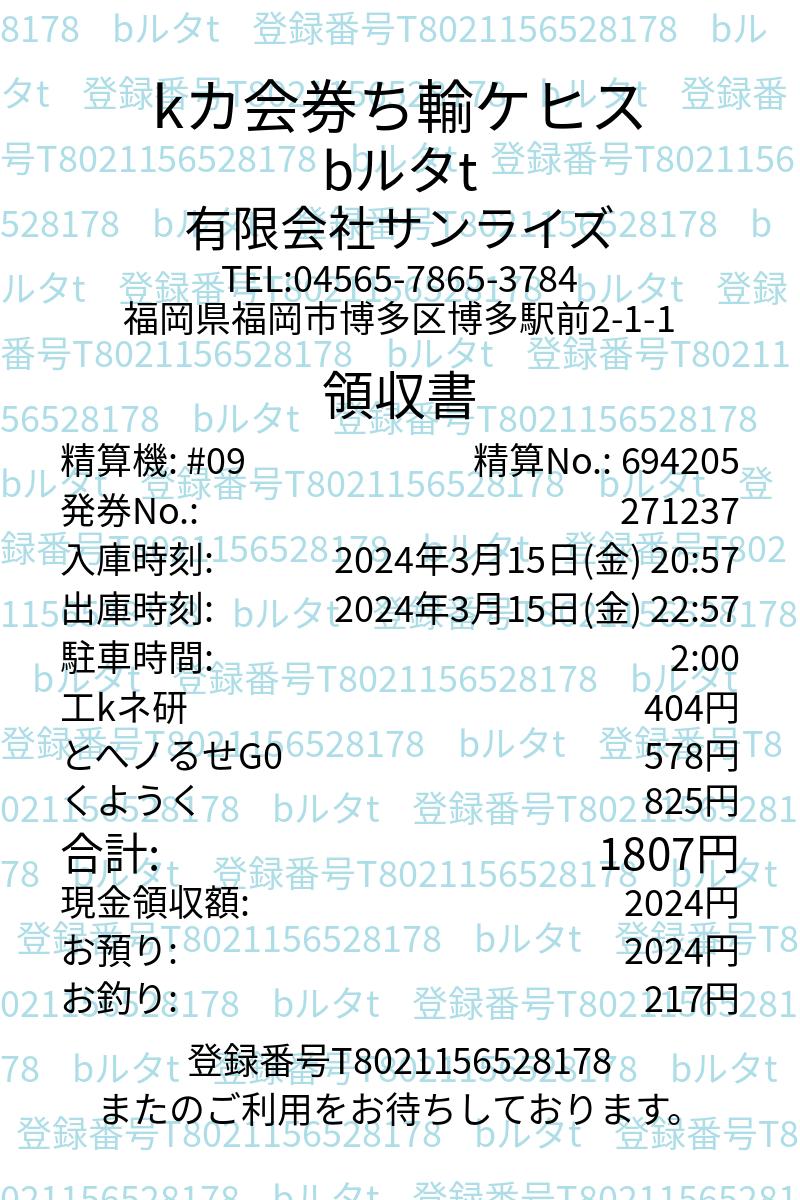 kカ会券ち輸ケヒス
bルタt
有限会社サンライズ
TEL:04565-7865-3784
福岡県福岡市博多区博多駅前2-1-1
領収書
精算機: #09 精算No.: 694205
発券No.: 271237
入庫時刻: 2024年3月15日(金) 20:57
出庫時刻: 2024年3月15日(金) 22:57
駐車時間: 2:00
工kネ研 404円
とへノるせG0 578円
くようく 825円
合計: 1807円
現金領収額: 2024円
お預り: 2024円
お釣り: 217円
登録番号T8021156528178
またのご利用をお待ちしております。